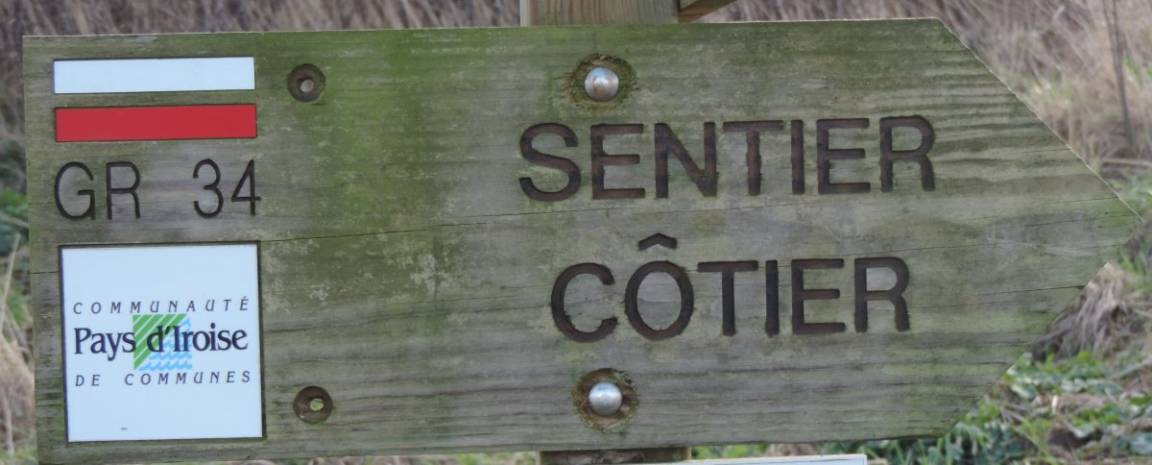 GR 34
SENTIER
CÔTIER
COMMUNAUTÉ
Pays d'Iroise
DE COMMUNES